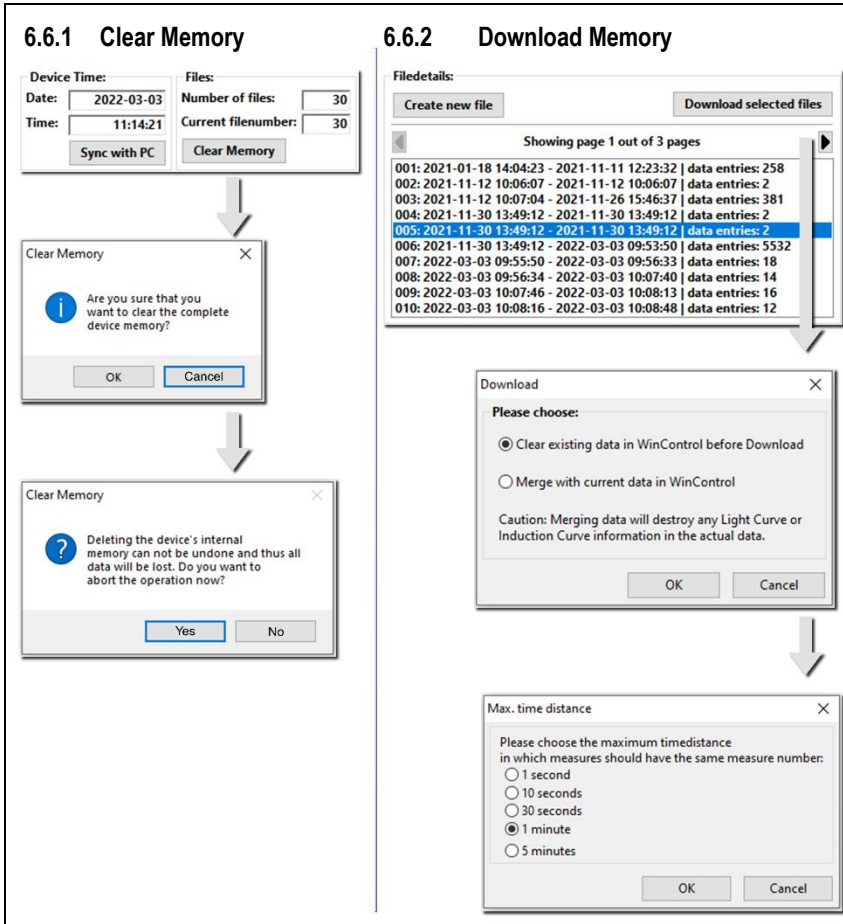 6.6.1 Clear Memory
Device Time:
Files:
Date: 2022-03-03
Number of files: 30
Time: 11:14:21
Current filenumber: 30
Sync with PC
Clear Memory
Clear Memory
Are you sure that you
want to clear the complete
device memory?
OK
Cancel
Clear Memory
Deleting the device's internal
memory can not be undone and thus all
data will be lost. Do you want to
abort the operation now?
Yes
No
6.6.2 Download Memory
Filedetails:
Create new file
Download selected files
Showing page 1 out of 3 pages
001: 2021-01-18 14:04:23 - 2021-11-11 12:23:32 | data entries: 258
002: 2021-11-12 10:06:07 - 2021-11-12 10:06:07 | data entries: 2
003: 2021-11-12 10:07:04 - 2021-11-26 15:46:37 | data entries: 381
004: 2021-11-30 13:49:12 - 2021-11-30 13:49:12 | data entries: 2
005: 2021-11-30 13:49:12 - 2021-11-30 13:49:12 | data entries: 2
006: 2021-11-30 13:49:12 - 2022-03-03 09:53:50 | data entries: 5532
007: 2022-03-03 09:55:50 - 2022-03-03 09:56:33 | data entries: 18
008: 2022-03-03 09:56:34 - 2022-03-03 10:07:40 | data entries: 14
009: 2022-03-03 10:07:46 - 2022-03-03 10:08:13 | data entries: 16
010: 2022-03-03 10:08:16 - 2022-03-03 10:08:48 | data entries: 12
Download
Please choose:
Clear existing data in WinControl before Download
Merge with current data in WinControl
Caution: Merging data will destroy any Light Curve or
Induction Curve information in the actual data.
OK
Cancel
Max. time distance
Please choose the maximum timedistance
in which measures should have the same measure number:
1 second
10 seconds
30 seconds
1 minute
5 minutes
OK
Cancel